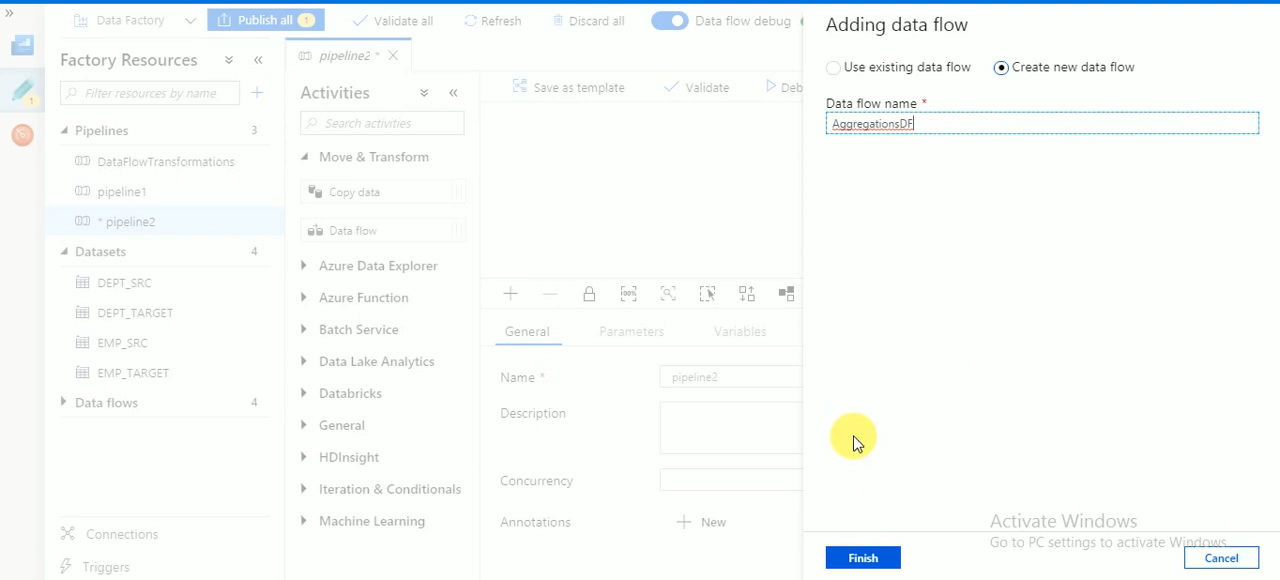 Data Factory
Publish all 1
Validate all
Refresh
Discard all
Data flow debug
Adding data flow
Use existing data flow
Create new data flow
Data flow name *
AggregationsDF
Factory Resources
Filter resources by name
1
Pipelines 3
DataFlowTransformations
pipeline1
* pipeline2
Datasets 4
DEPT_SRC
DEPT_TARGET
EMP_SRC
EMP_TARGET
Data flows 4
Connections
Triggers
pipeline2 *
Activities
Search activities
Move & Transform
Copy data
Data flow
Azure Data Explorer
Azure Function
Batch Service
Data Lake Analytics
Databricks
General
HDInsight
Iteration & Conditionals
Machine Learning
Save as template
Validate
Deb
100%
General
Parameters
Variables
Name *
pipeline2
Description
Concurrency
Annotations
New
Activate Windows
Go to PC settings to activate Windows.
Finish
Cancel